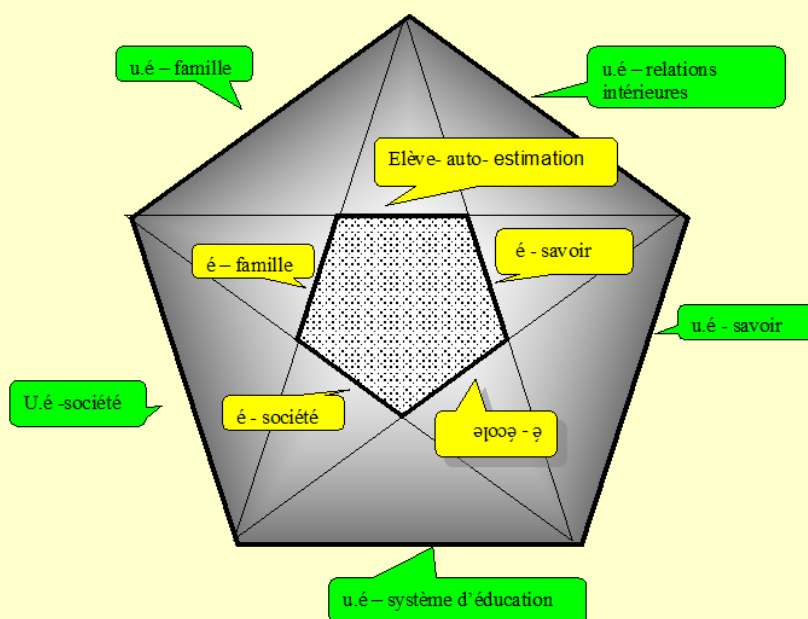 u.é – famille
u.é – relations
intérieures
Elève- auto- estimation
é – famille
é - savoir
u.é - savoir
U.é -société
é - société
é - école
u.é – système d'éducation